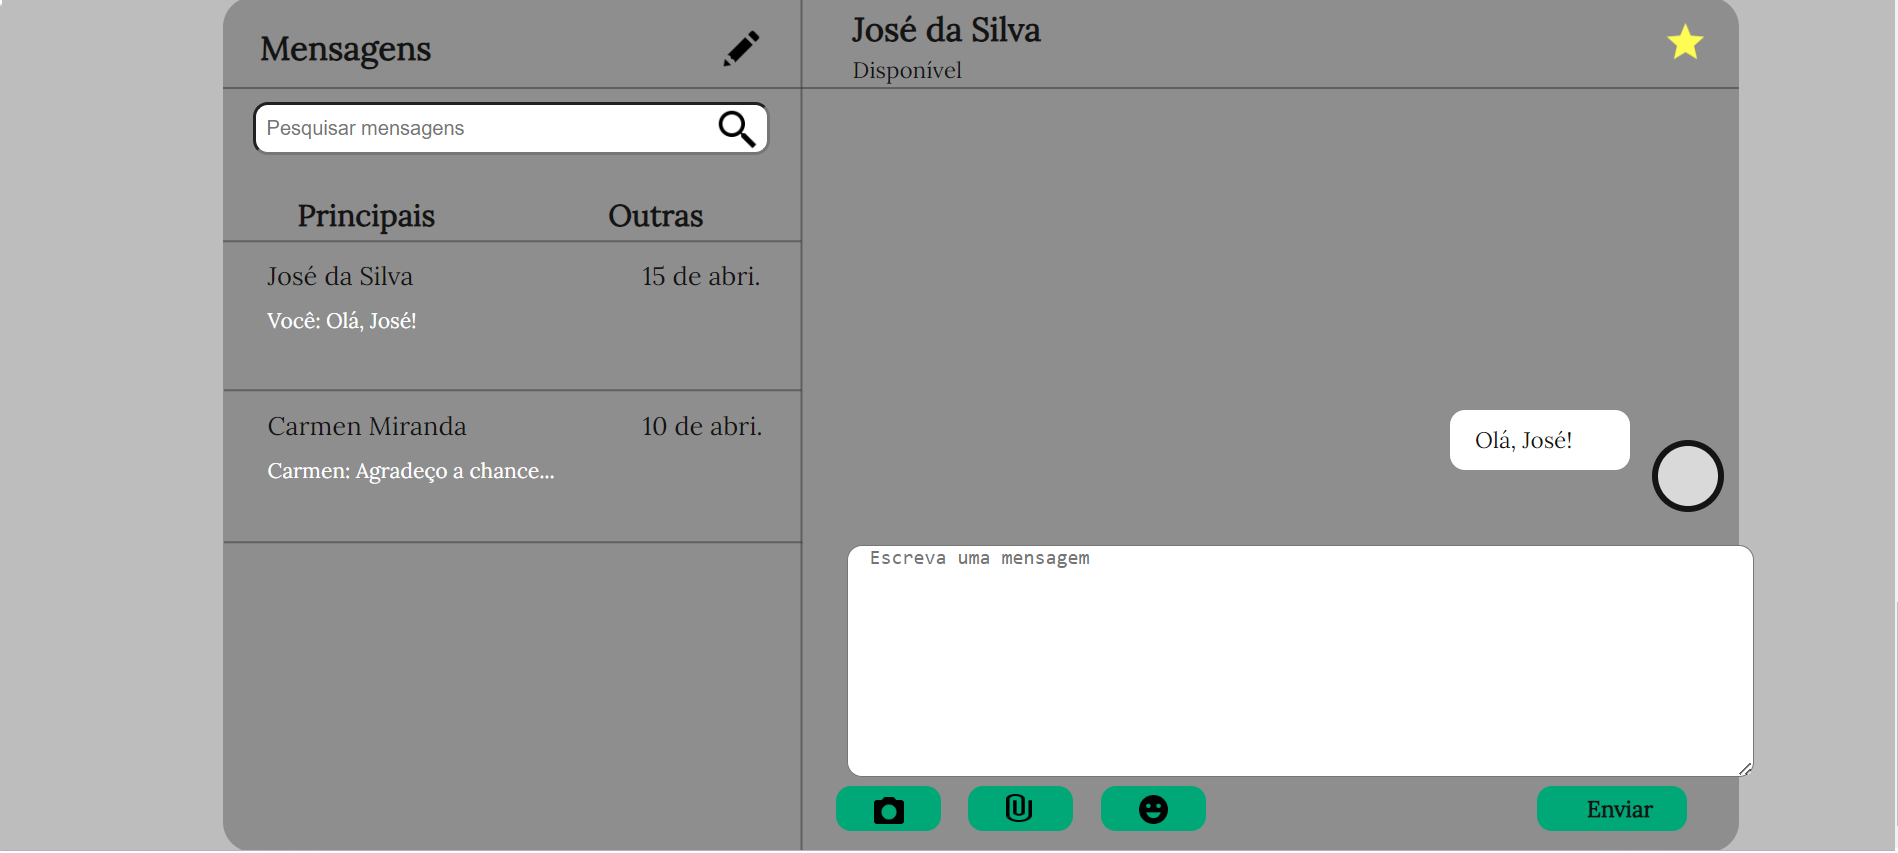 Mensagens
Pesquisar mensagens
Principais Outras
José da Silva 15 de abri.
Você: Olá, José!
Carmen Miranda 10 de abri.
Carmen: Agradeço a chance...
José da Silva
Disponível
Olá, José!
Escreva uma mensagem
Enviar